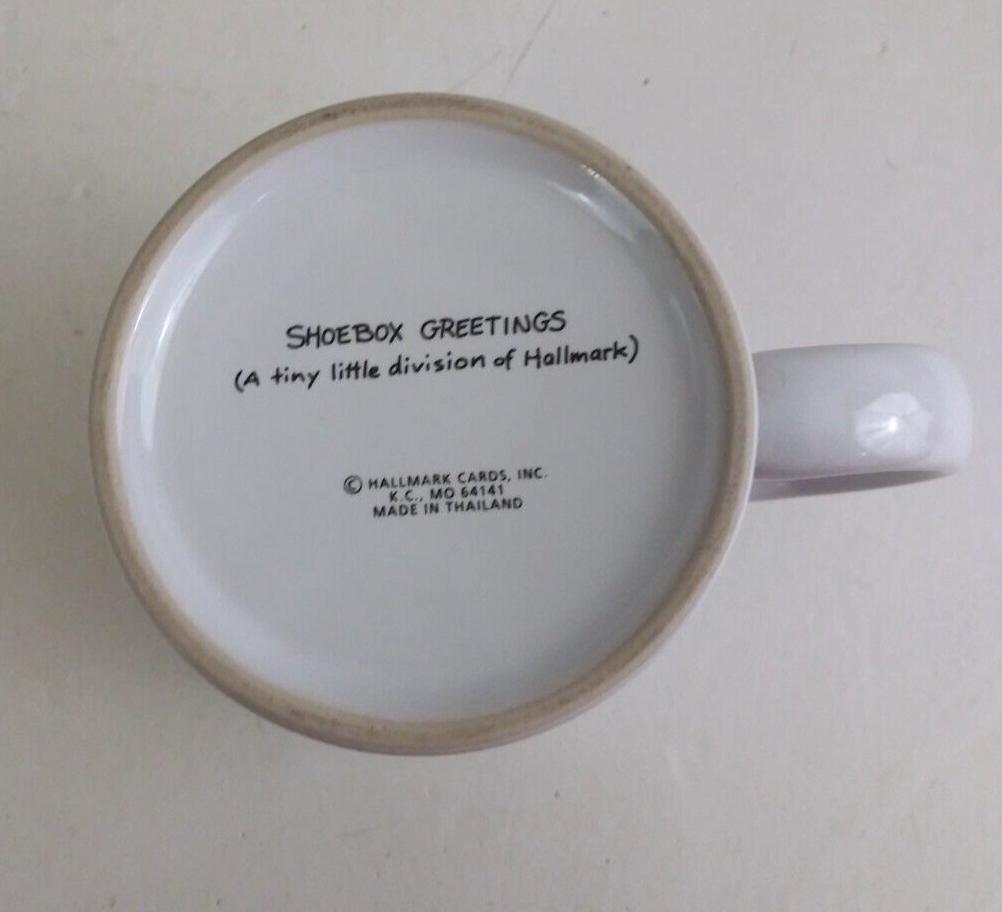 SHOEBOX GREETINGS
(A tiny little division of Hallmark)
© HALLMARK CARDS, INC.
K.C., MO 64141
MADE IN THAILAND